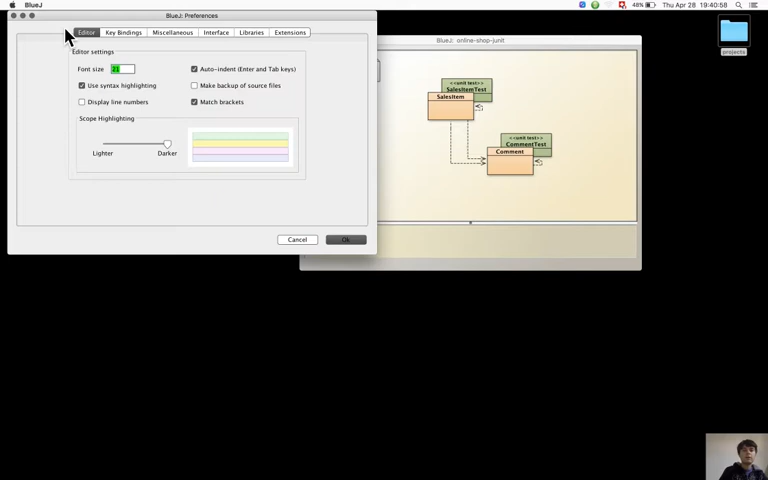 BlueJ
48%
Thu Apr 28 19:40:58
BlueJ: Preferences
Editor
Key Bindings
Miscellaneous
Interface
Libraries
Extensions
Editor settings
Font size
21
Auto-indent (Enter and Tab keys)
Use syntax highlighting
Make backup of source files
Display line numbers
Match brackets
Scope Highlighting
Lighter
Darker
Cancel
Ok
BlueJ: online-shop-junit
<<unit test>>
SalesItemTest
SalesItem
<<unit test>>
CommentTest
Comment
projects